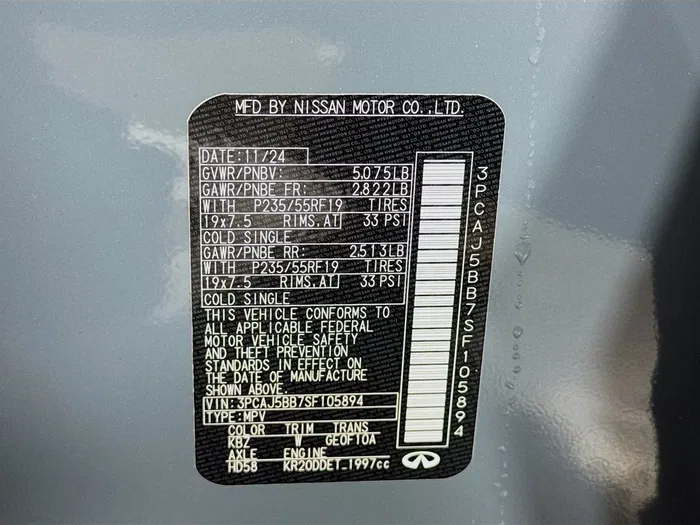 MFD BY NISSAN MOTOR CO.,LTD.
DATE:11/24
GVWR/PNBV: 5,075LB
GAWR/PNBE FR: 2,822LB
WITH P235/55RF19 TIRES
19x7.5 RIMS,AT 33 PSI
COLD SINGLE
GAWR/PNBE RR: 2,513LB
WITH P235/55RF19 TIRES
19x7.5 RIMS,AT 33 PSI
COLD SINGLE
THIS VEHICLE CONFORMS TO
ALL APPLICABLE FEDERAL
MOTOR VEHICLE SAFETY
AND THEFT PREVENTION
STANDARDS IN EFFECT ON
THE DATE OF MANUFACTURE
SHOWN ABOVE.
VIN:3PCAJ5BB7SF105894
TYPE:MPV
COLOR TRIM TRANS
KBZ W GE0F10A
AXLE ENGINE
HD58 KR20DDET 1997cc
3PCAJ5BB7SF105894